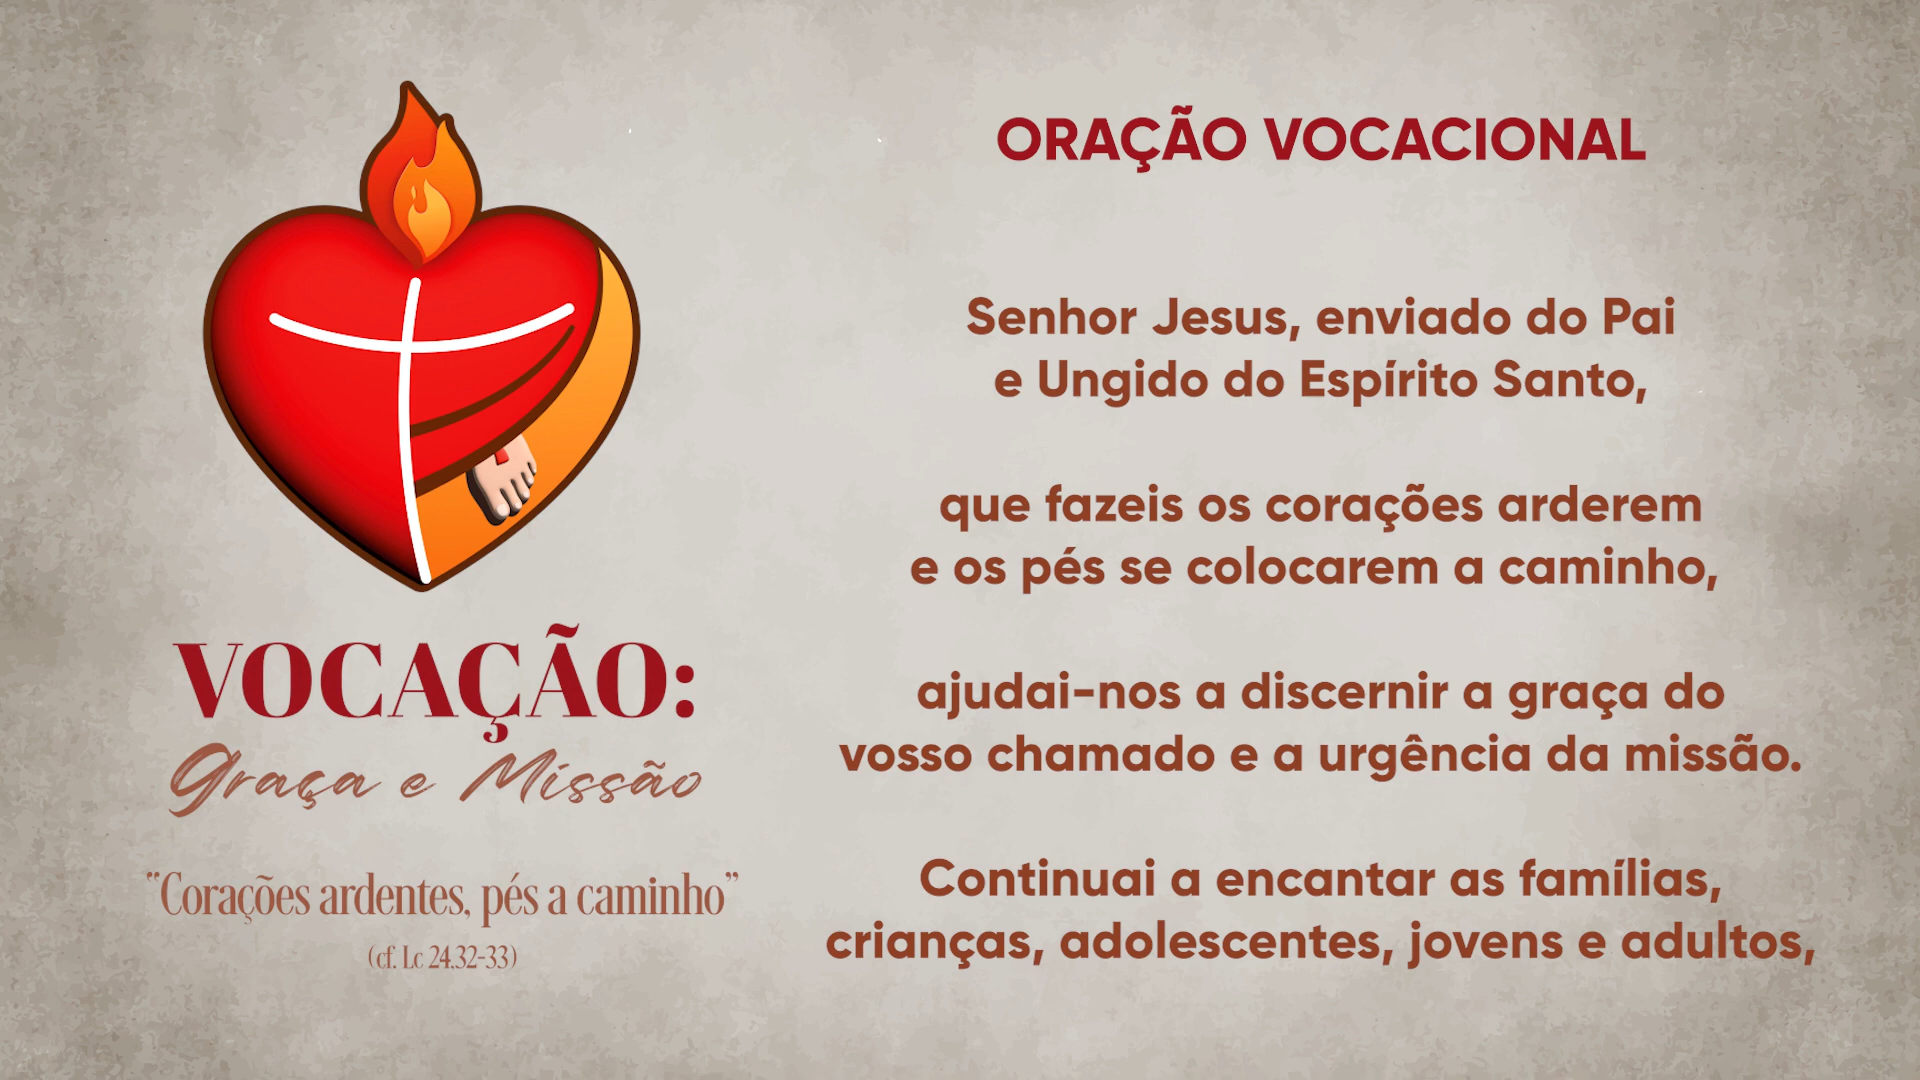 VOCAÇÃO:
Graça e Missão
“Corações ardentes, pés a caminho”
(cf. Lc 24,32-33)
ORAÇÃO VOCACIONAL
Senhor Jesus, enviado do Pai
e Ungido do Espírito Santo,
que fazeis os corações arderem
e os pés se colocarem a caminho,
ajudai-nos a discernir a graça do
vosso chamado e a urgência da missão.
Continuai a encantar as famílias,
crianças, adolescentes, jovens e adultos,